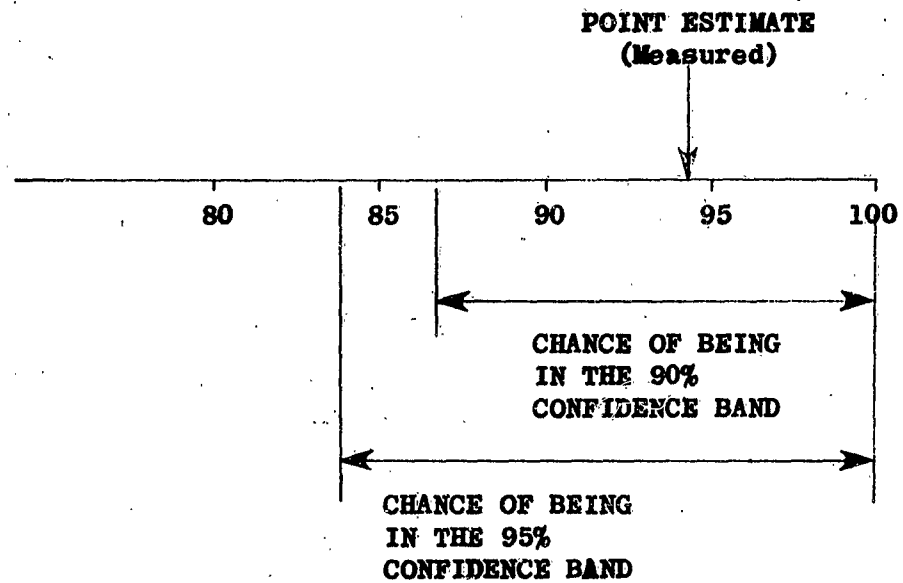 POINT ESTIMATE
(Measured)
80 85 90 95 100
CHANCE OF BEING
IN THE 90%
CONFIDENCE BAND
CHANCE OF BEING
IN THE 95%
CONFIDENCE BAND